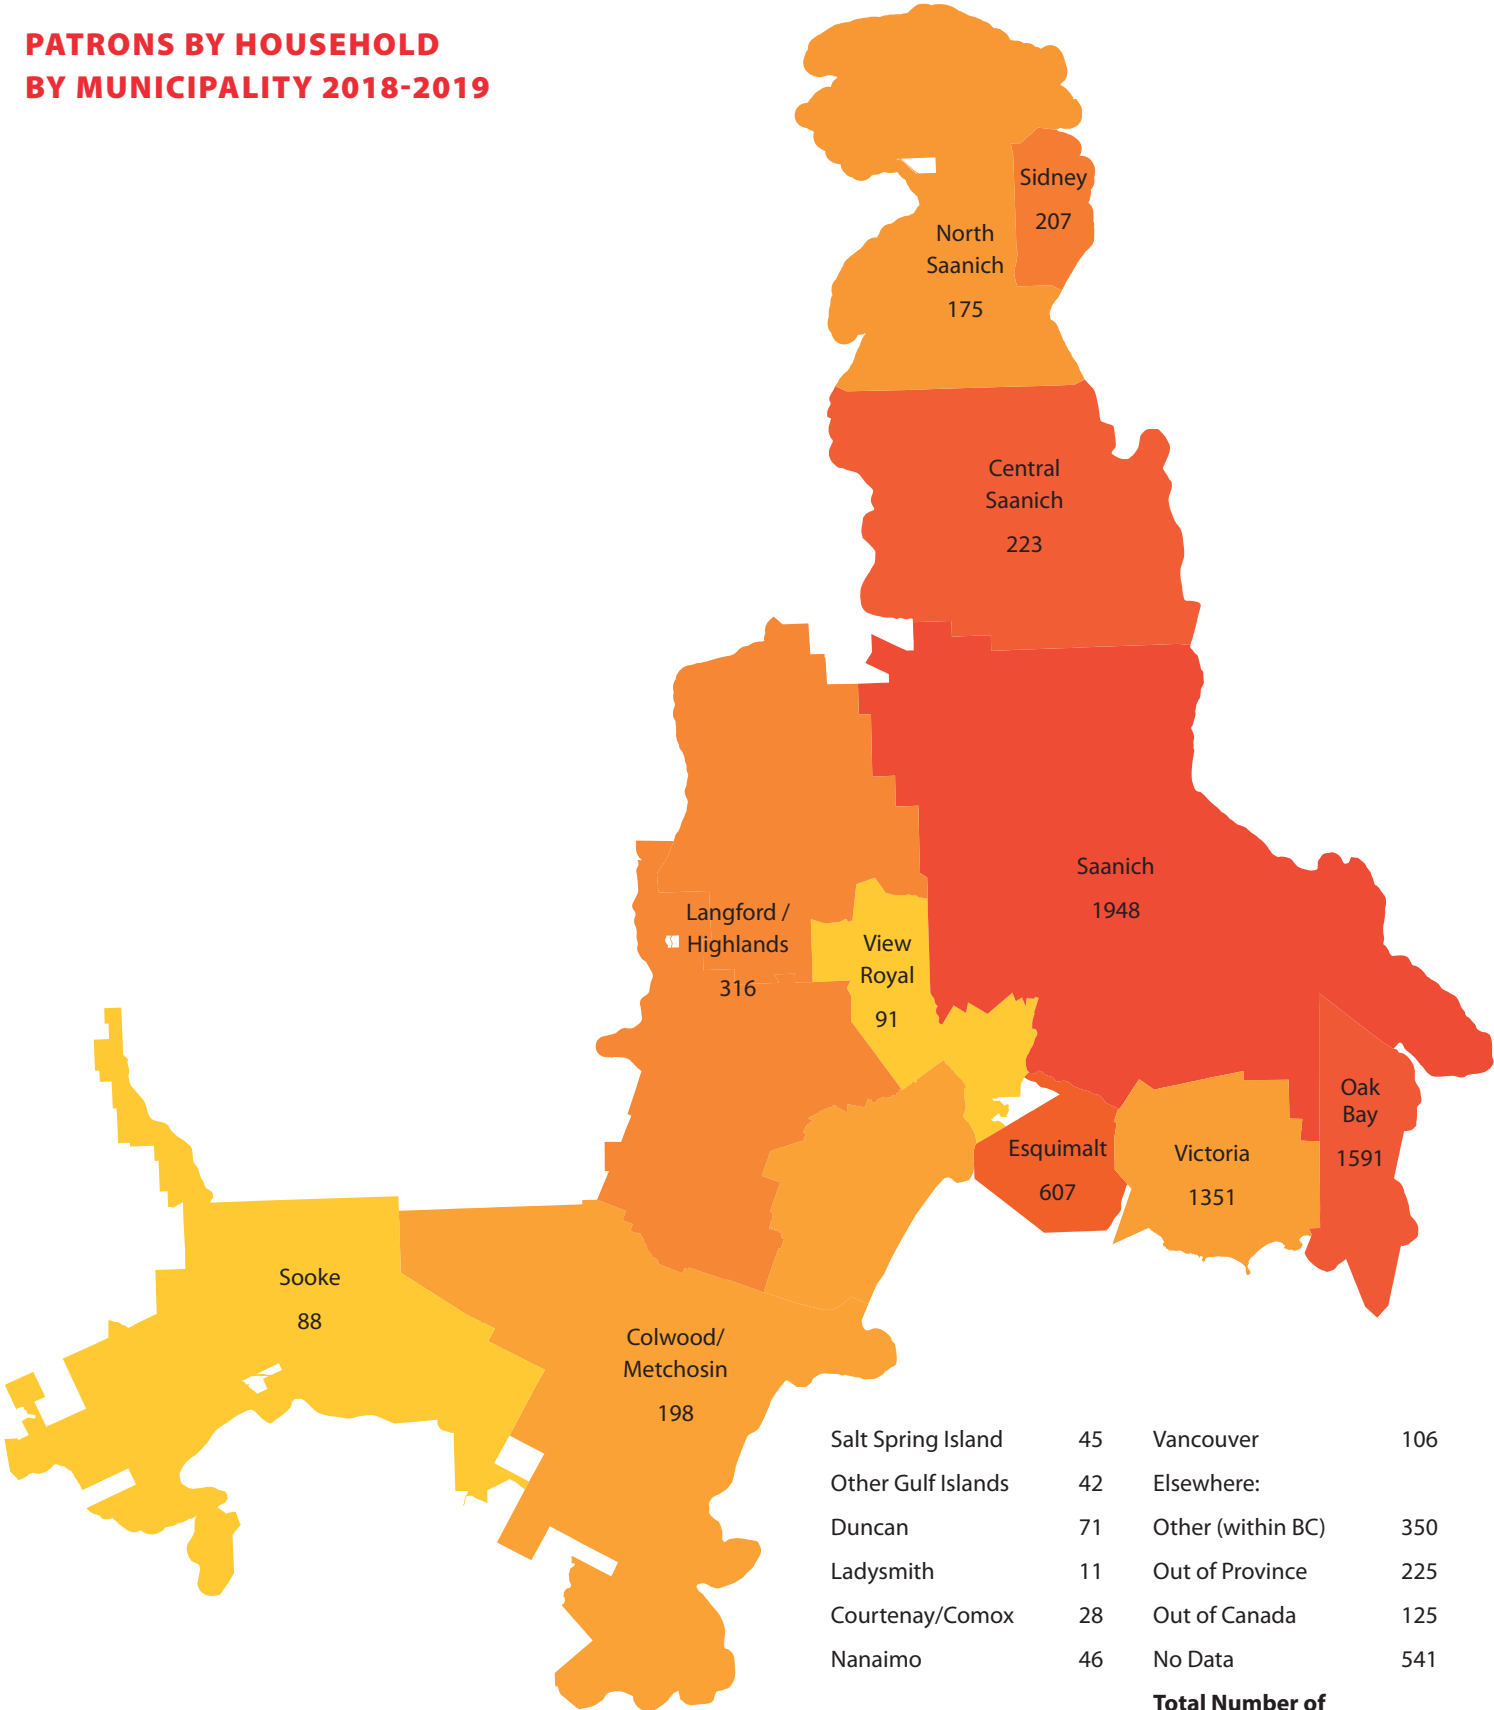 PATRONS BY HOUSEHOLD
BY MUNICIPALITY 2018-2019
Sidney
207
North
Saanich
175
Central
Saanich
223
Saanich
1948
Langford /
Highlands
316
View
Royal
91
Oak
Bay
1591
Esquimalt
607
Victoria
1351
Sooke
88
Colwood/
Metchosin
198
Salt Spring Island 45
Other Gulf Islands 42
Duncan 71
Ladysmith 11
Courtenay/Comox 28
Nanaimo 46
Vancouver 106
Elsewhere:
Other (within BC) 350
Out of Province 225
Out of Canada 125
No Data 541
Total Number of